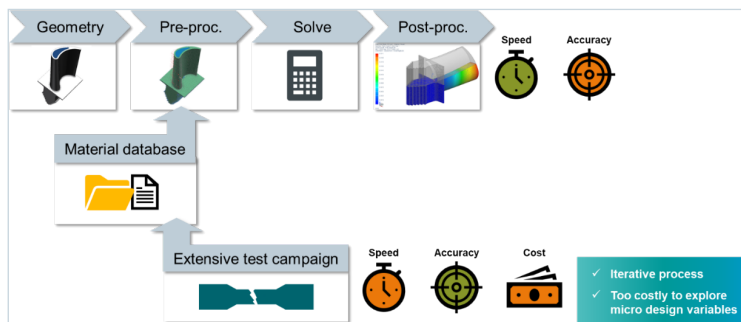 Geometry
Pre-proc.
Solve
Post-proc.
Speed
Accuracy
Material database
Extensive test campaign
Speed
Accuracy
Cost
✓ Iterative process
✓ Too costly to explore
micro design variables